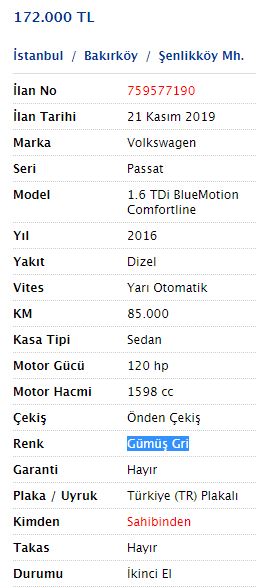 172.000 TL
İstanbul / Bakırköy / Şenlikköy Mh.
İlan No 759577190
İlan Tarihi 21 Kasım 2019
Marka Volkswagen
Seri Passat
Model 1.6 TDi BlueMotion
Comfortline
Yıl 2016
Yakıt Dizel
Vites Yarı Otomatik
KM 85.000
Kasa Tipi Sedan
Motor Gücü 120 hp
Motor Hacmi 1598 cc
Çekiş Önden Çekiş
Renk Gümüş Gri
Garanti Hayır
Plaka / Uyruk Türkiye (TR) Plakalı
Kimden Sahibinden
Takas Hayır
Durumu İkinci El